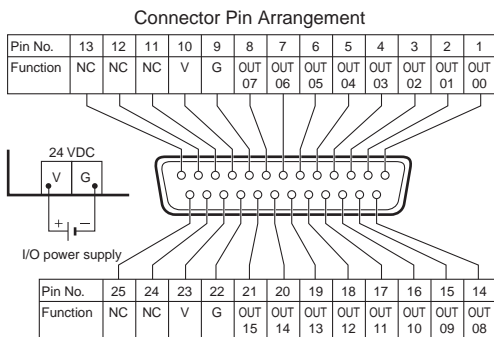 Connector Pin Arrangement
Pin No. 13 12 11 10 9 8 7 6 5 4 3 2 1
Function NC NC NC V G OUT 07 OUT 06 OUT 05 OUT 04 OUT 03 OUT 02 OUT 01 OUT 00
24 VDC
V G
+ −
I/O power supply
Pin No. 25 24 23 22 21 20 19 18 17 16 15 14
Function NC NC V G OUT 15 OUT 14 OUT 13 OUT 12 OUT 11 OUT 10 OUT 09 OUT 08